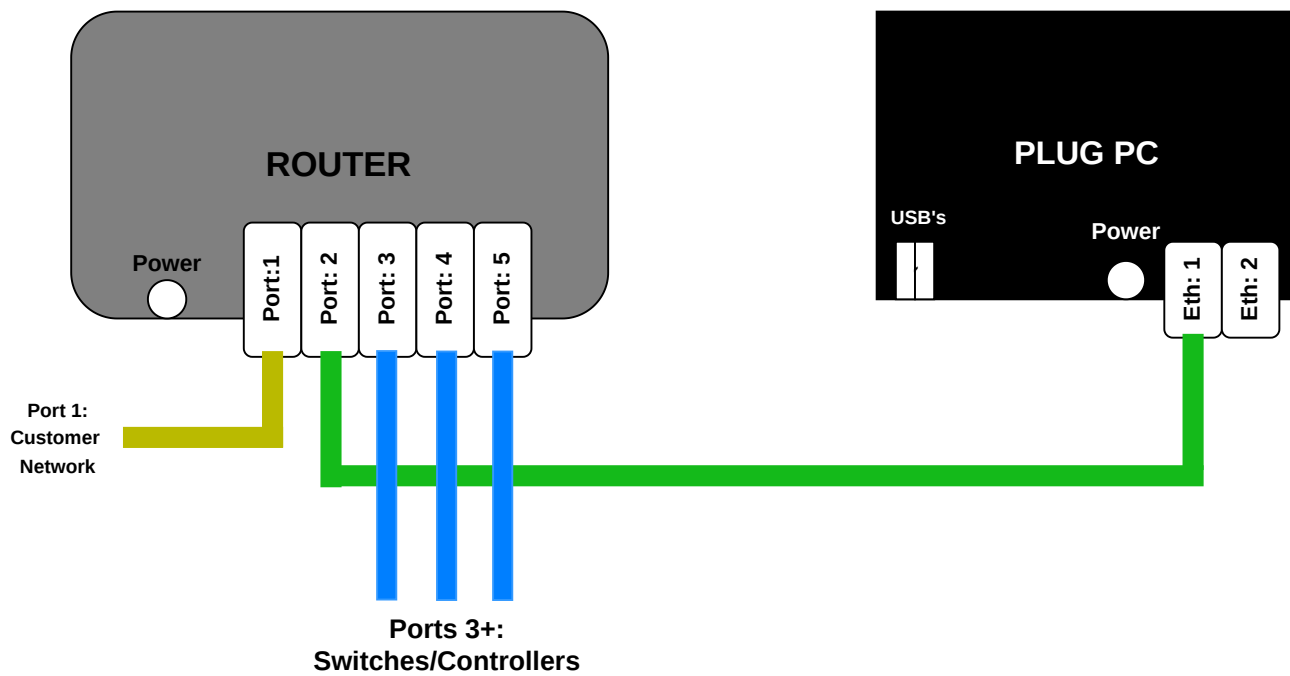 ROUTER
Power
Port:1
Port: 2
Port: 3
Port: 4
Port: 5
PLUG PC
USB's
Power
Eth: 1
Eth: 2
Port 1:
Customer
Network
Ports 3+:
Switches/Controllers